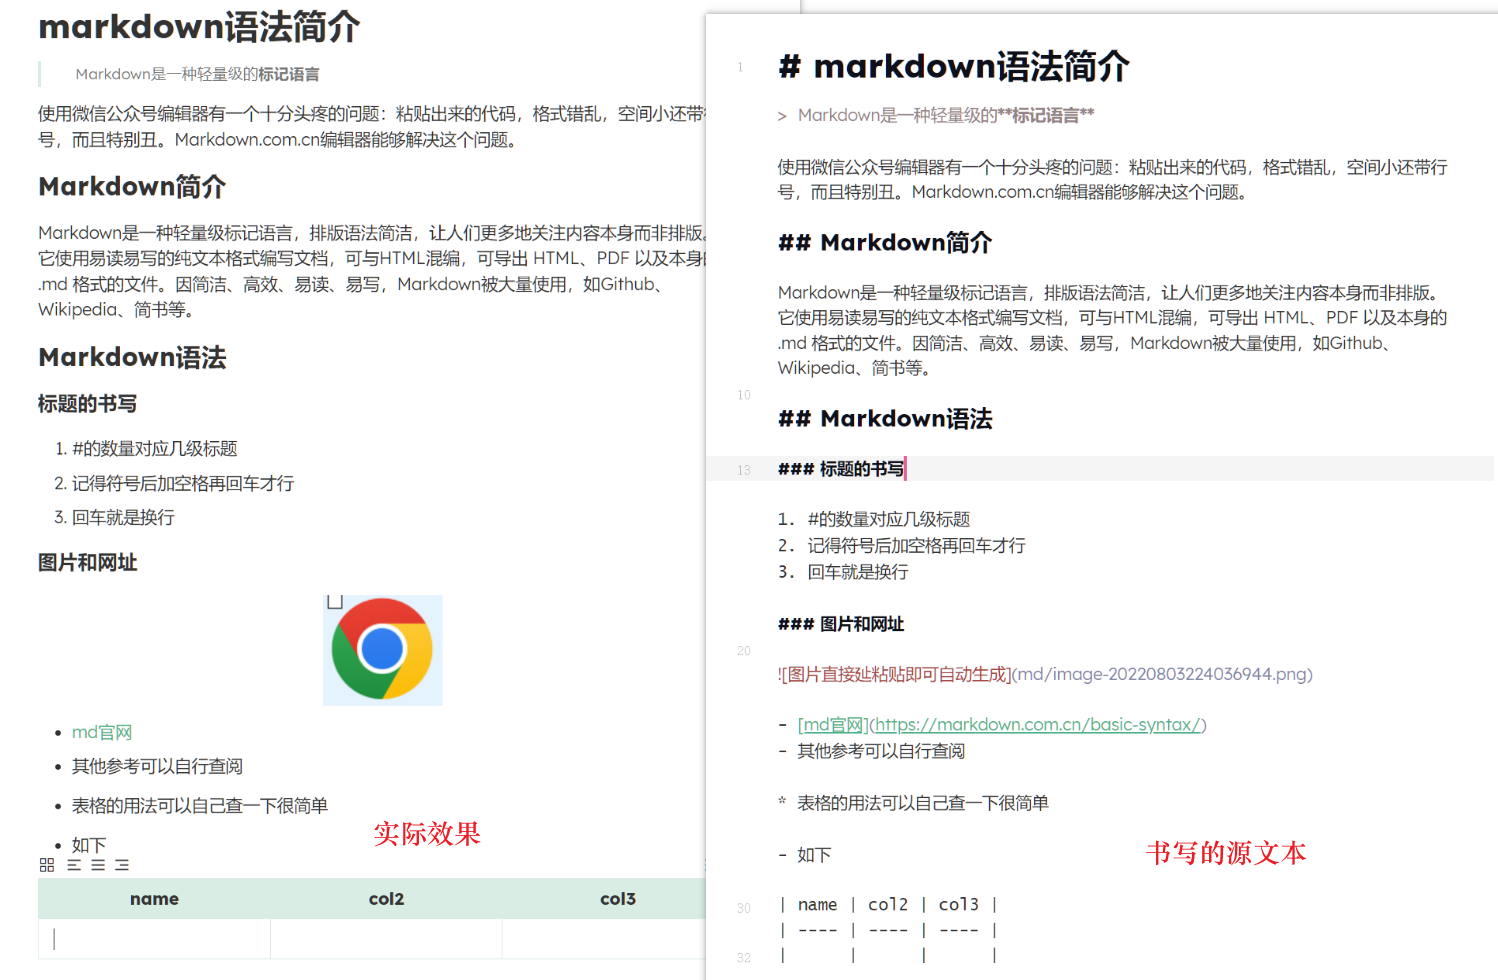 markdown语法简介
Markdown是一种轻量级的标记语言
使用微信公众号编辑器有一个十分头疼的问题：粘贴出来的代码，格式错乱，空间小还带行
号，而且特别丑。Markdown.com.cn编辑器能够解决这个问题。
Markdown简介
Markdown是一种轻量级标记语言，排版语法简洁，让人们更多地关注内容本身而非排版。
它使用易读易写的纯文本格式编写文档，可与HTML混编，可导出 HTML、PDF 以及本身
.md 格式的文件。因简洁、高效、易读、易写，Markdown被大量使用，如Github、
Wikipedia、简书等。
Markdown语法
标题的书写
1. #的数量对应几级标题
2. 记得符号后加空格再回车才行
3. 回车就是换行
图片和网址
• md官网
• 其他参考可以自行查阅
• 表格的用法可以自己查一下很简单
• 如下
实际效果
name col2 col3
1 # markdown语法简介
> Markdown是一种轻量级的**标记语言**
使用微信公众号编辑器有一个十分头疼的问题：粘贴出来的代码，格式错乱，空间小还带行
号，而且特别丑。Markdown.com.cn编辑器能够解决这个问题。
## Markdown简介
Markdown是一种轻量级标记语言，排版语法简洁，让人们更多地关注内容本身而非排版。
它使用易读易写的纯文本格式编写文档，可与HTML混编，可导出 HTML、PDF 以及本身的
.md 格式的文件。因简洁、高效、易读、易写，Markdown被大量使用，如Github、
Wikipedia、简书等。
10
## Markdown语法
13 ### 标题的书写
1. #的数量对应几级标题
2. 记得符号后加空格再回车才行
3. 回车就是换行
### 图片和网址
20
![图片直接延粘贴即可自动生成](md/image-20220803224036944.png)
- [md官网](https://markdown.com.cn/basic-syntax/)
- 其他参考可以自行查阅
* 表格的用法可以自己查一下很简单
- 如下
书写的源文本
30 | name | col2 | col3 |
| ---- | ---- | ---- |
32 | | | |